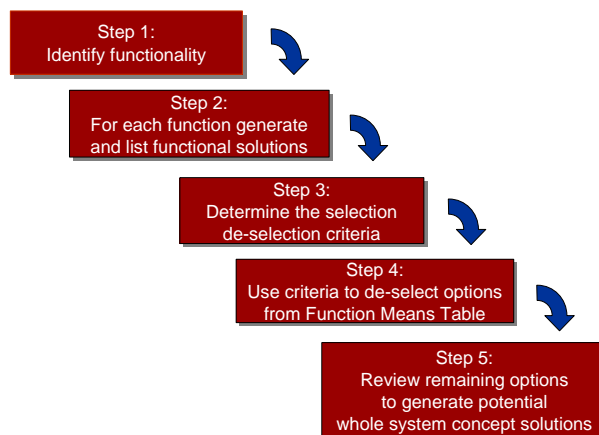 Step 1:
Identify functionality
Step 2:
For each function generate
and list functional solutions
Step 3:
Determine the selection
de-selection criteria
Step 4:
Use criteria to de-select options
from Function Means Table
Step 5:
Review remaining options
to generate potential
whole system concept solutions